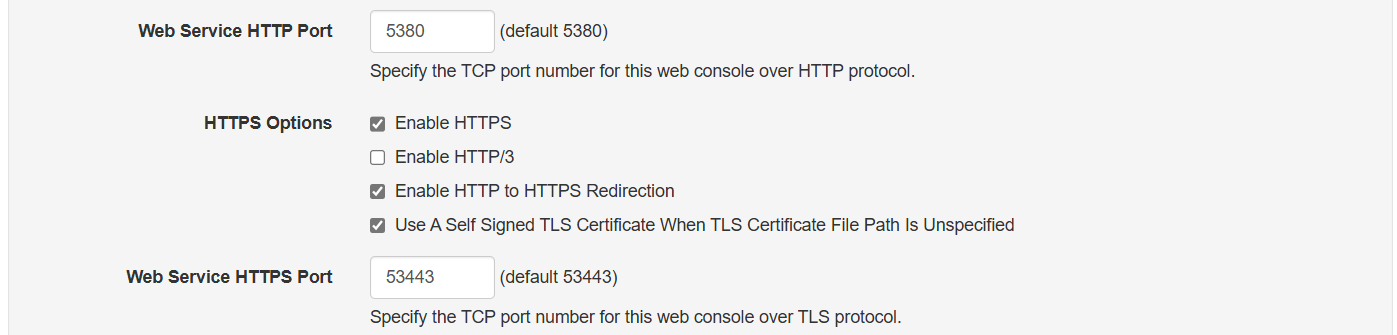 Web Service HTTP Port 5380 (default 5380)
Specify the TCP port number for this web console over HTTP protocol.
HTTPS Options Enable HTTPS
Enable HTTP/3
Enable HTTP to HTTPS Redirection
Use A Self Signed TLS Certificate When TLS Certificate File Path Is Unspecified
Web Service HTTPS Port 53443 (default 53443)
Specify the TCP port number for this web console over TLS protocol.